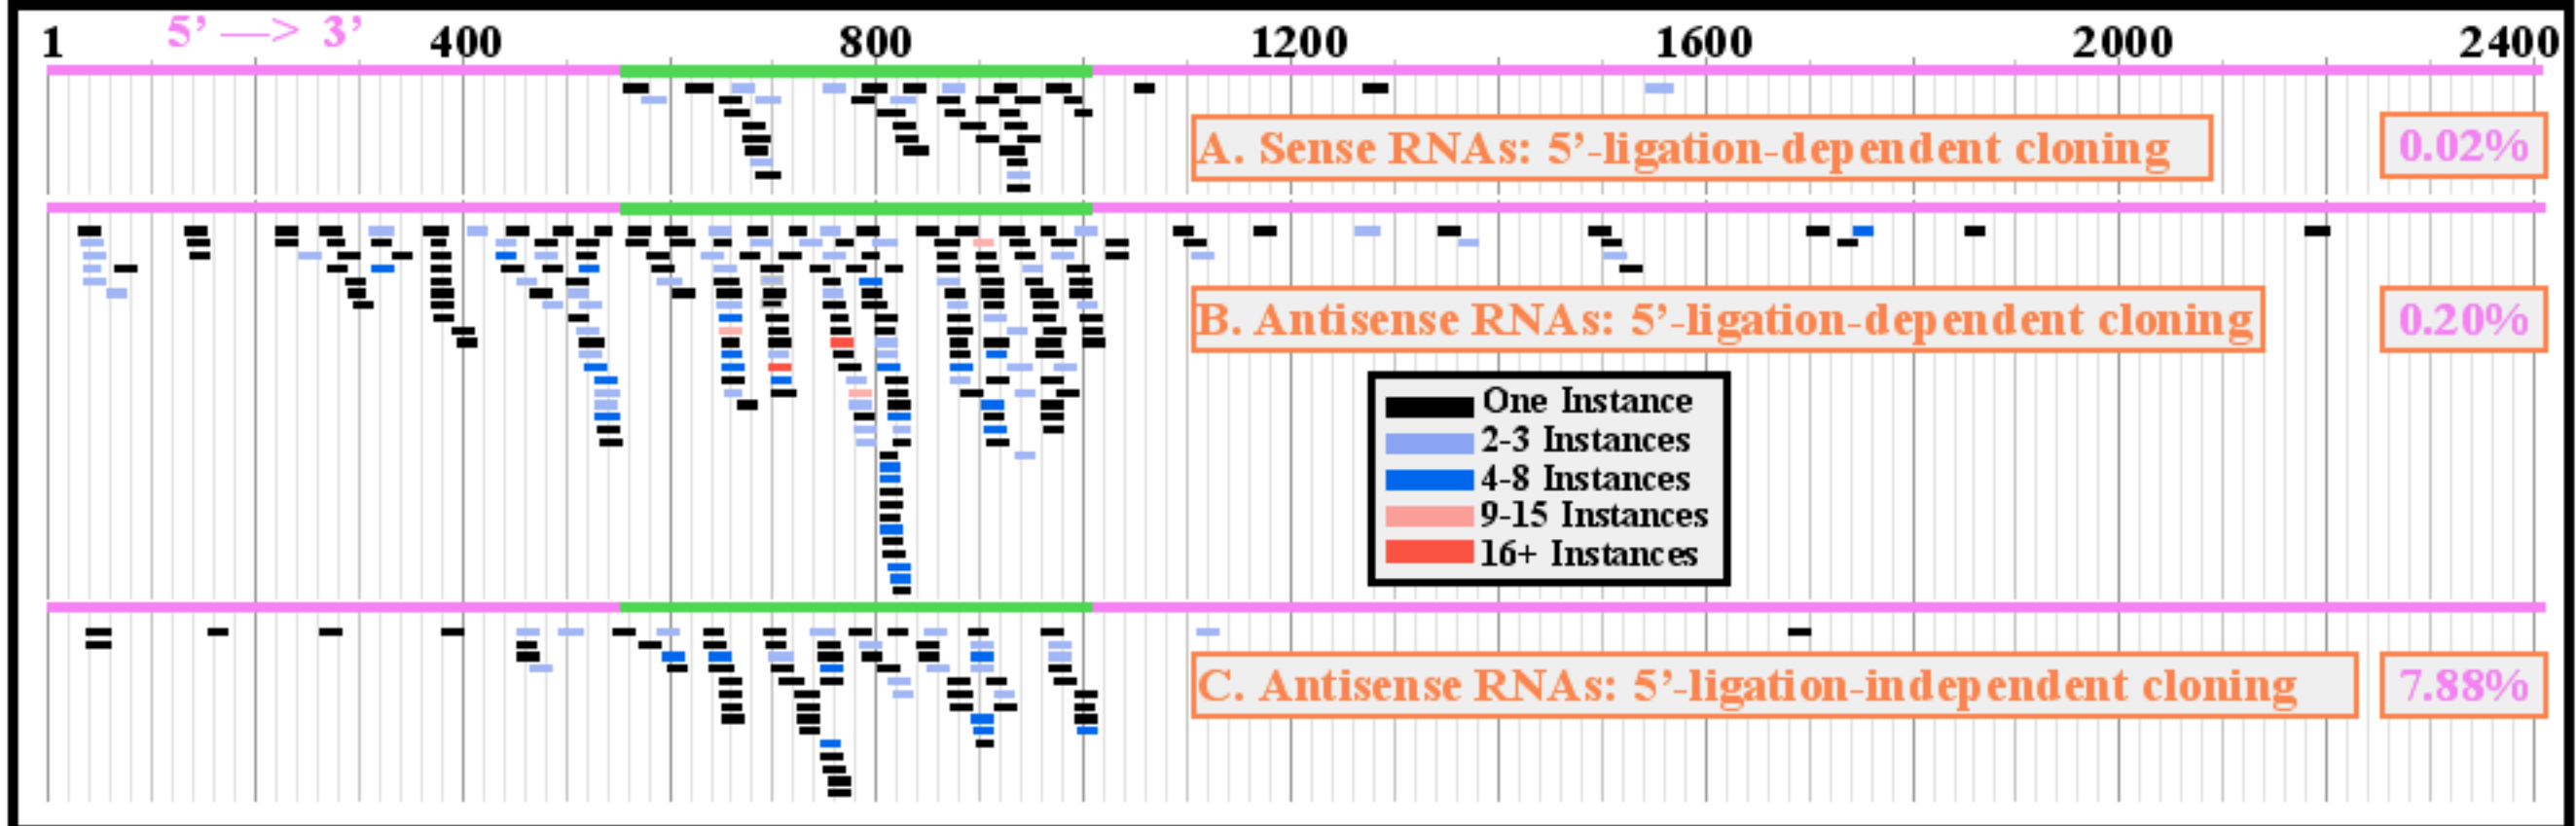 1 5’ —> 3’ 400 800 1200 1600 2000 2400
A. Sense RNAs: 5’-ligation-dependent cloning 0.02%
B. Antisense RNAs: 5’-ligation-dependent cloning 0.20%
One Instance
2-3 Instances
4-8 Instances
9-15 Instances
16+ Instances
C. Antisense RNAs: 5’-ligation-independent cloning 7.88%